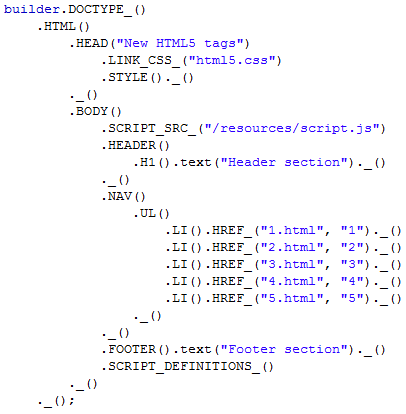 builder.DOCTYPE_()
    .HTML()
        .HEAD("New HTML5 tags")
            .LINK_CSS_("html5.css")
            .STYLE()._()
        ._()
        .BODY()
            .SCRIPT_SRC_("/resources/script.js")
            .HEADER()
                .H1().text("Header section")._()
            ._()
            .NAV()
                .UL()
                    .LI().HREF_("1.html", "1")._()
                    .LI().HREF_("2.html", "2")._()
                    .LI().HREF_("3.html", "3")._()
                    .LI().HREF_("4.html", "4")._()
                    .LI().HREF_("5.html", "5")._()
                ._()
            ._()
            .FOOTER().text("Footer section")._()
            .SCRIPT_DEFINITIONS_()
        ._()
    ._();